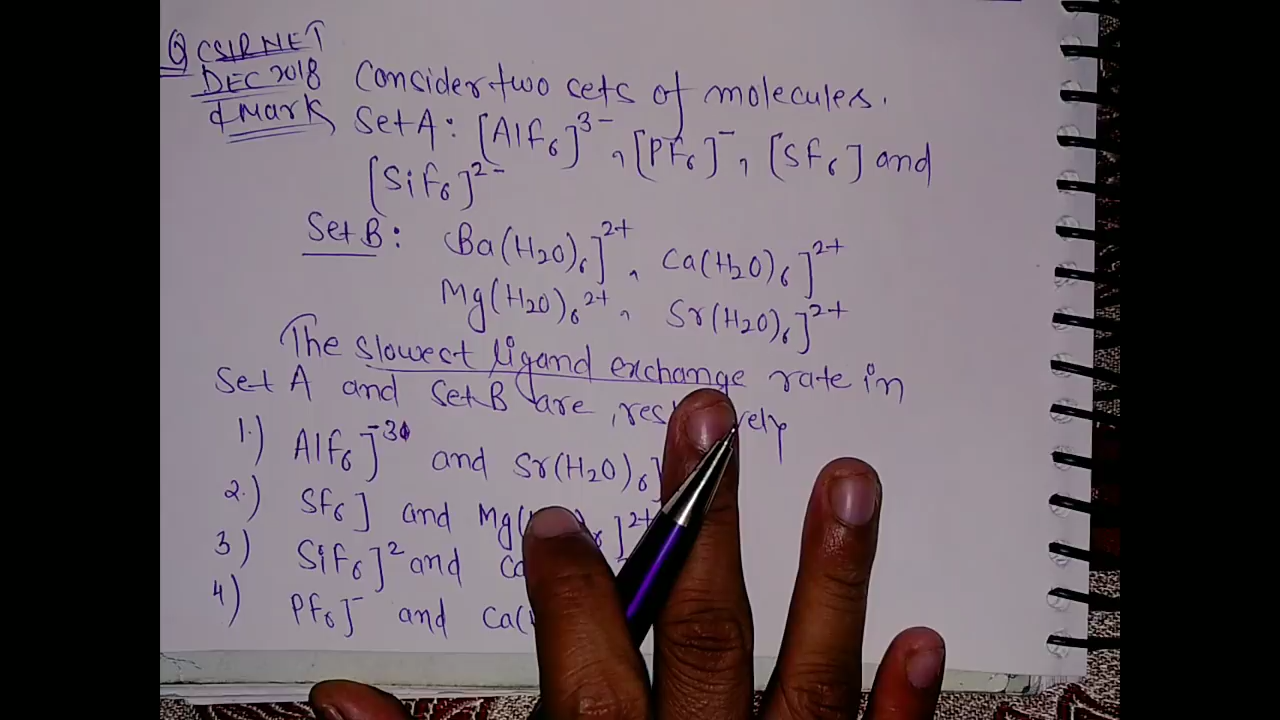 Q CSIR NET
DEC 2018 Consider two sets of molecules.
4 Mark Set A: [AlF6]3-, [PF6]-, [SF6] and
[SiF6]2-
Set B: Ba(H2O)6]2+, Ca(H2O)6]2+
Mg(H2O)6 2+, Sr(H2O)6]2+
The slowest ligand exchange rate in
Set A and Set B are,
1.) AlF6]-3 and Sr(H2O)6]
2.) SF6] and Mg( ]2+
3) SiF6]2 and
4) PF6]- and Ca(